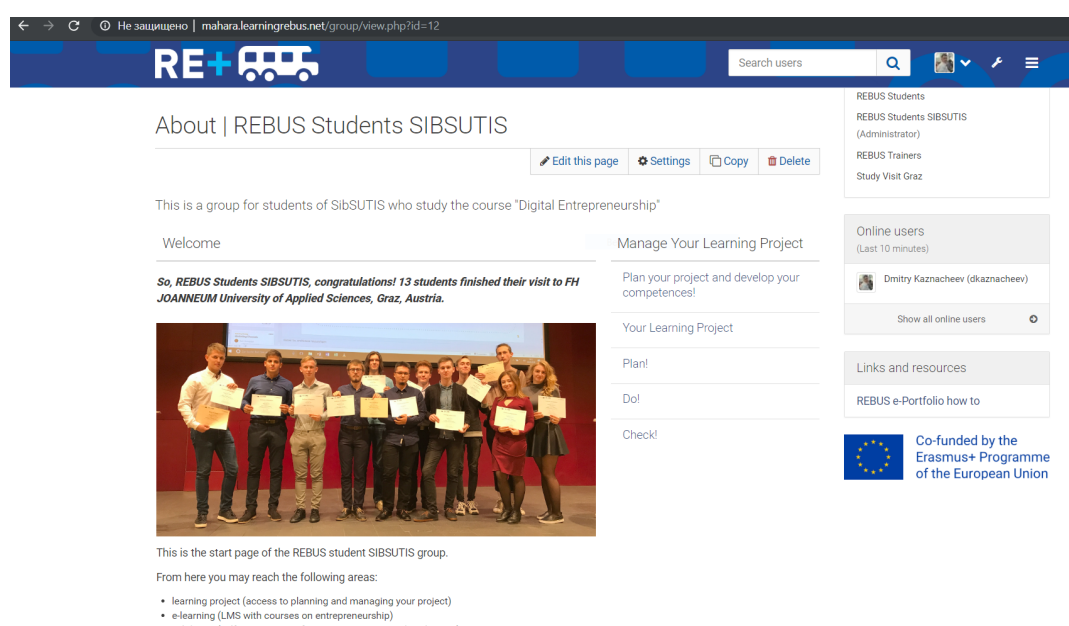 Не защищено | mahara.learningrebus.net/group/view.php?id=12
RE+
Search users
About | REBUS Students SIBSUTIS
Edit this page
Settings
Copy
Delete
This is a group for students of SibSUTIS who study the course "Digital Entrepreneurship"
Welcome
So, REBUS Students SIBSUTIS, congratulations! 13 students finished their visit to FH
JOANNEUM University of Applied Sciences, Graz, Austria.
This is the start page of the REBUS student SIBSUTIS group.
From here you may reach the following areas:
• learning project (access to planning and managing your project)
• e-learning (LMS with courses on entrepreneurship)
Manage Your Learning Project
Plan your project and develop your
competences!
Your Learning Project
Plan!
Do!
Check!
REBUS Students
REBUS Students SIBSUTIS
(Administrator)
REBUS Trainers
Study Visit Graz
Online users
(Last 10 minutes)
Dmitry Kaznacheev (dkaznacheev)
Show all online users
Links and resources
REBUS e-Portfolio how to
Co-funded by the
Erasmus+ Programme
of the European Union